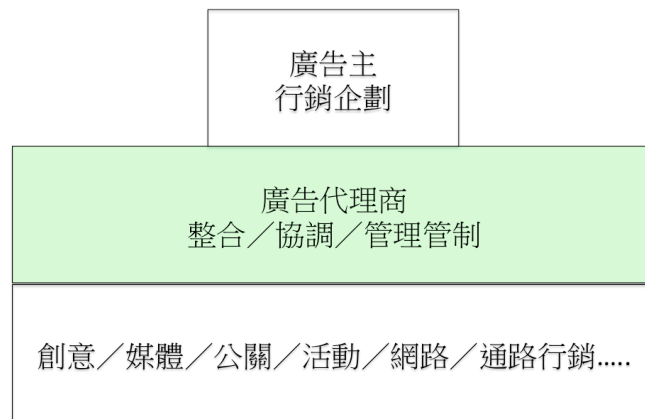 廣告主
行銷企劃
廣告代理商
整合／協調／管理管制
創意／媒體／公關／活動／網路／通路行銷.....